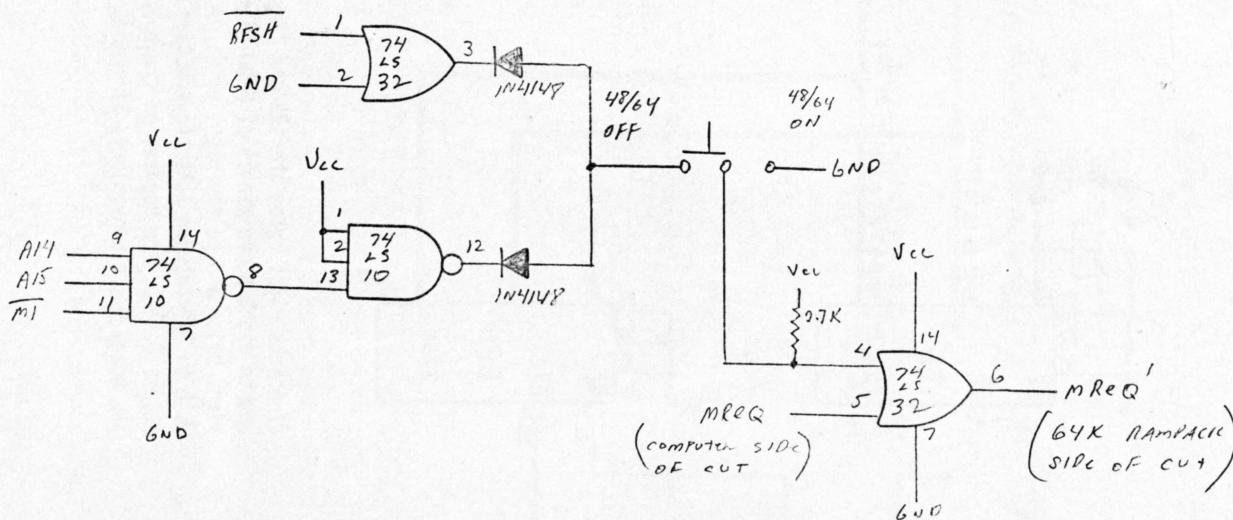 RFSH
1
74
LS
32
3
GND
2
1N4148
48/64
OFF
48/64
ON
GND
Vcc
Vcc
14
A14
9
A15
10
M1
11
74
LS
10
8
7
GND
1
2
13
74
LS
10
12
1N4148
Vcc
2.7K
Vcc
14
4
74
LS
32
6
MREQ'
MREQ
5
7
(COMPUTER SIDE
OF CUT)
(64K RAMPACK
SIDE OF CUT)
GND